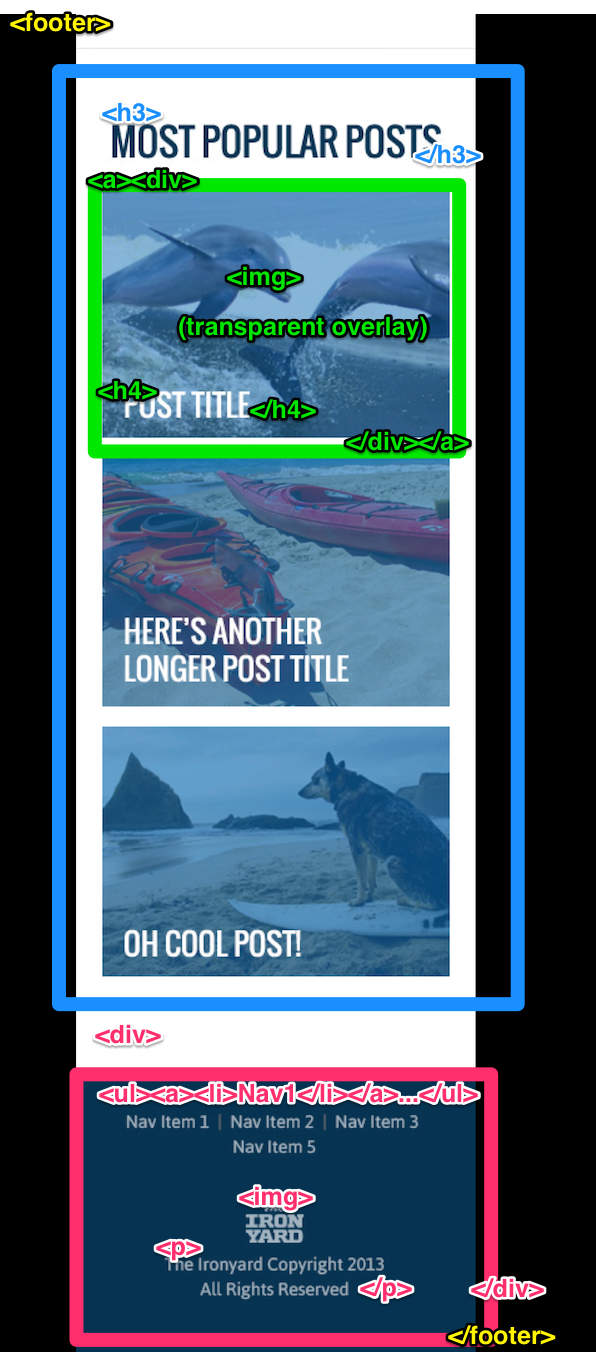 <footer>
<h3>
MOST POPULAR POSTS
</h3>
<a><div>
<img>
(transparent overlay)
<h4>
POST TITLE
</h4>
</div></a>
HERE'S ANOTHER
LONGER POST TITLE
OH COOL POST!
<div>
<ul><a><li>Nav1</li></a>...</ul>
Nav Item 1 | Nav Item 2 | Nav Item 3
Nav Item 5
<img>
IRON
YARD
<p>
The Ironyard Copyright 2013
All Rights Reserved
</p>
</div>
</footer>